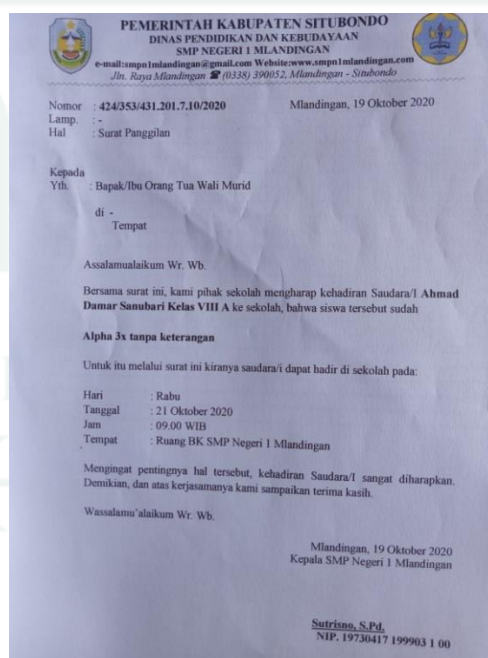 PEMERINTAH KABUPATEN SITUBONDO
DINAS PENDIDIKAN DAN KEBUDAYAAN
SMP NEGERI 1 MLANDINGAN
e-mail:smpn1mlandingan@gmail.com Website:www.smpn1mlandingan.com
Jln. Raya Mlandingan ☎ (0338) 390052, Mlandingan - Situbondo
Nomor : 424/353/431.201.7.10/2020 Mlandingan, 19 Oktober 2020
Lamp. : -
Hal : Surat Panggilan
Kepada
Yth. : Bapak/Ibu Orang Tua Wali Murid
di -
Tempat
Assalamualaikum Wr. Wb.
Bersama surat ini, kami pihak sekolah mengharap kehadiran Saudara/I Ahmad
Damar Sanubari Kelas VIII A ke sekolah, bahwa siswa tersebut sudah
Alpha 3x tanpa keterangan
Untuk itu melalui surat ini kiranya saudara/i dapat hadir di sekolah pada:
Hari : Rabu
Tanggal : 21 Oktober 2020
Jam : 09.00 WIB
Tempat : Ruang BK SMP Negeri 1 Mlandingan
Mengingat pentingnya hal tersebut, kehadiran Saudara/I sangat diharapkan.
Demikian, dan atas kerjasamanya kami sampaikan terima kasih.
Wassalamu'alaikum Wr. Wb.
Mlandingan, 19 Oktober 2020
Kepala SMP Negeri 1 Mlandingan
Sutrisno, S.Pd.
NIP. 19730417 199903 1 00